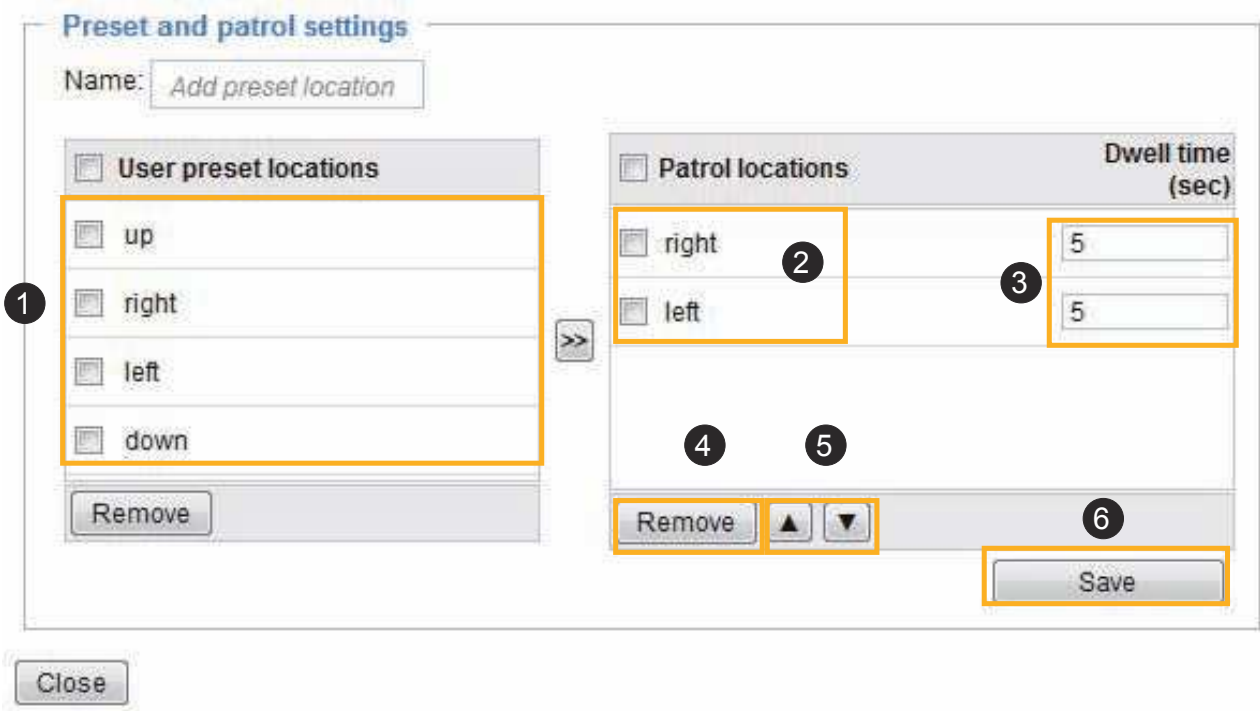 Preset and patrol settings
Name: Add preset location
User preset locations
up
1 right
left
down
Remove
>>
Patrol locations Dwell time
(sec)
right 2 5
3
left 5
4 5
Remove ▲ ▼ 6
Save
Close